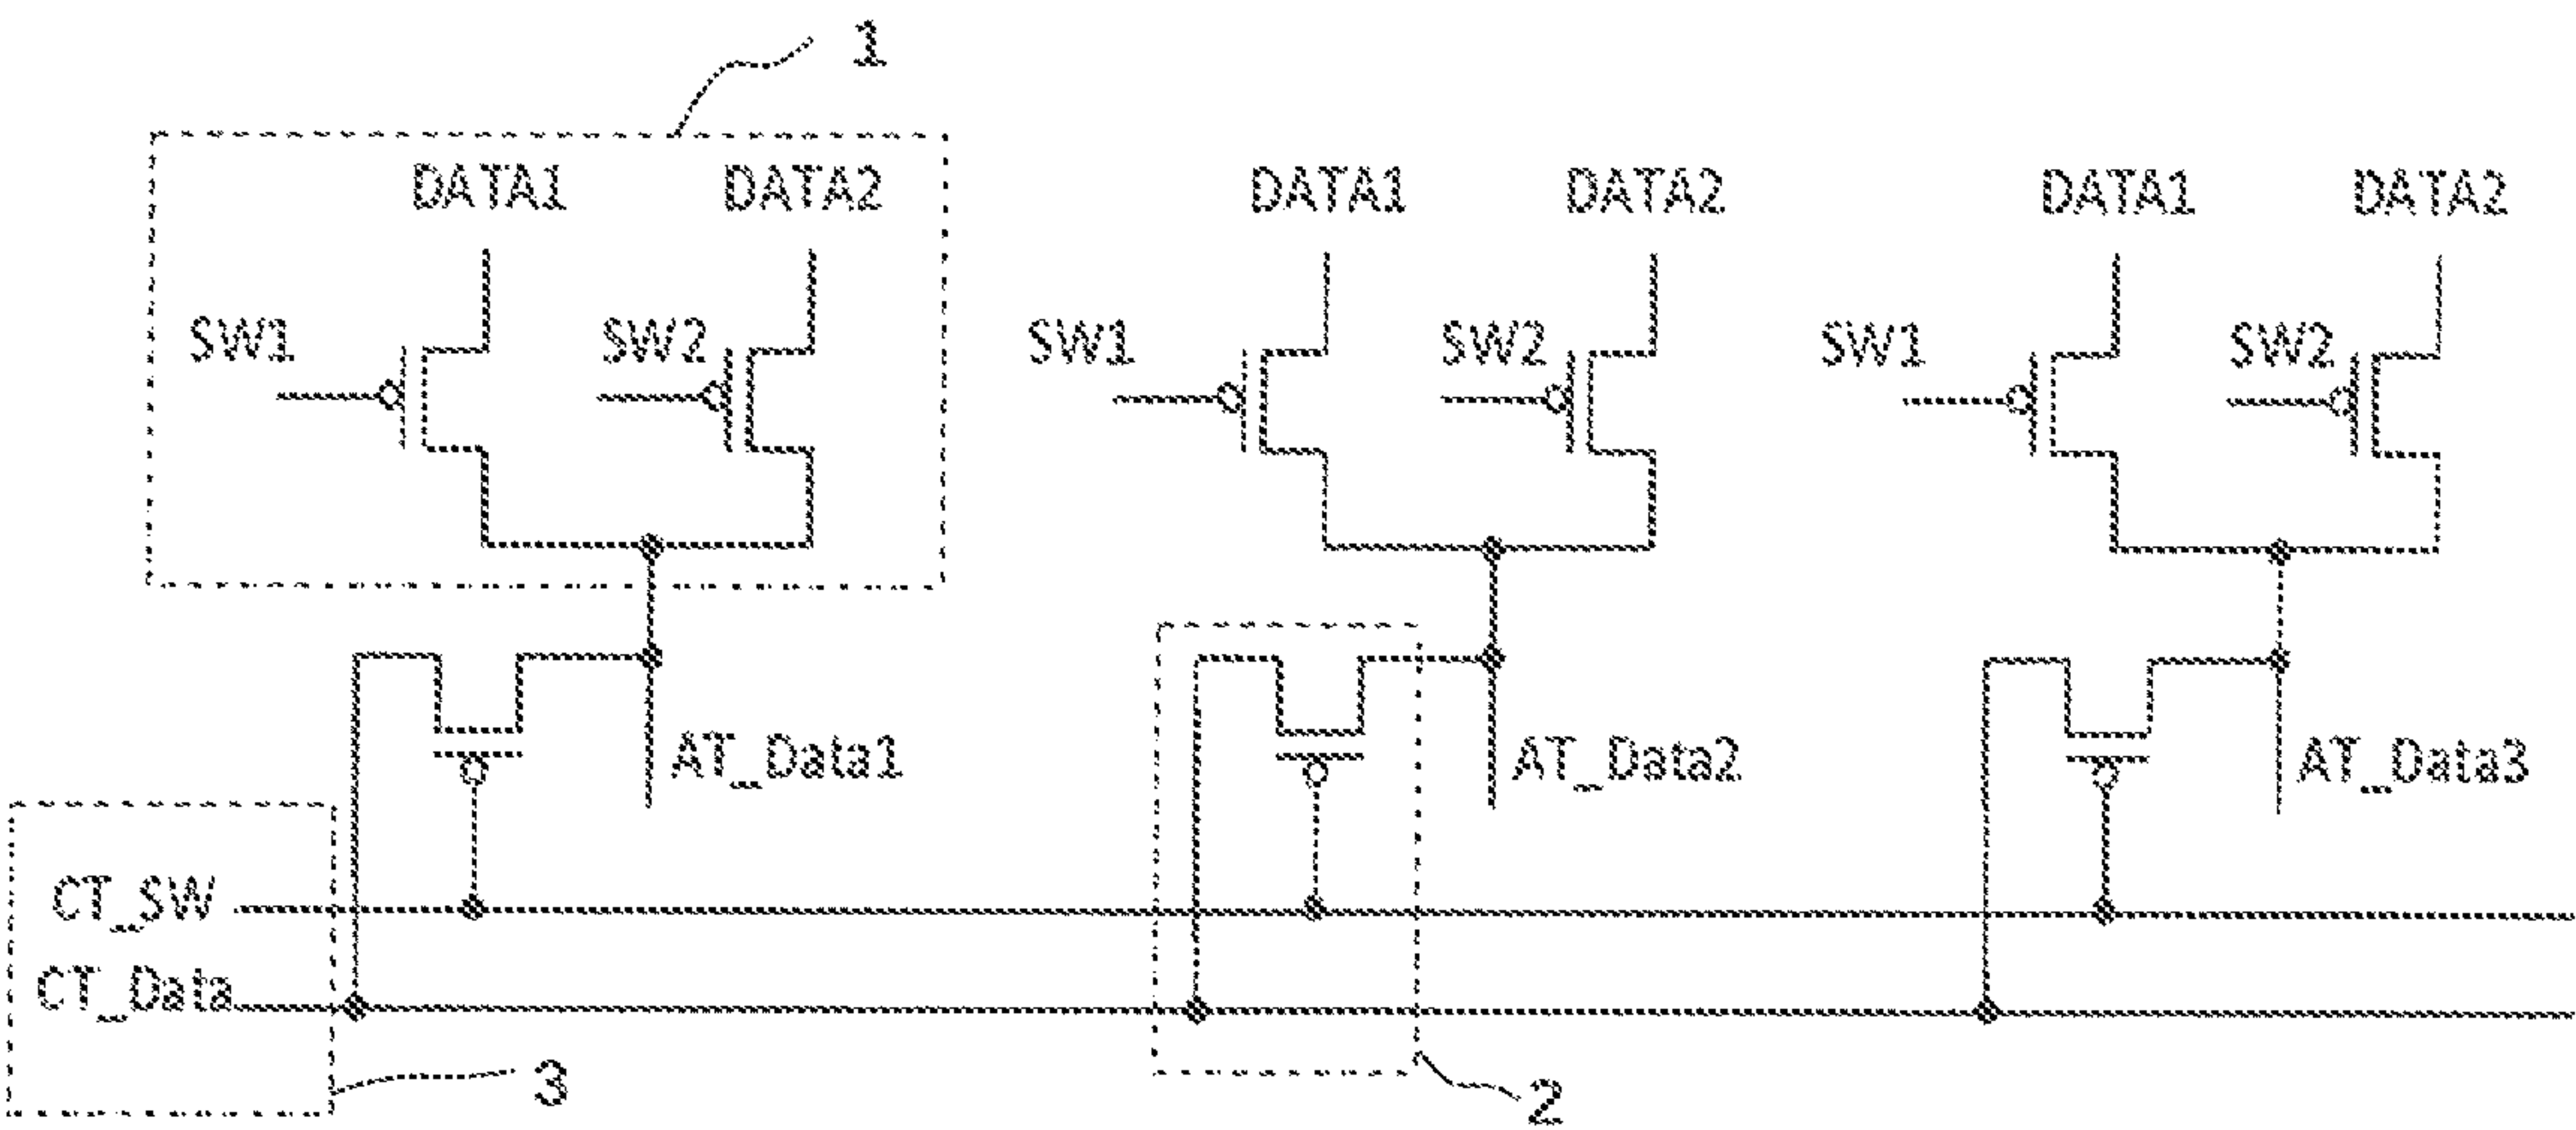 1
DATA1 DATA2 DATA1 DATA2 DATA1 DATA2
SW1 SW2 SW1 SW2 SW1 SW2
AT_Data1 AT_Data2 AT_Data3
CT_SW
CT_Data
3 2